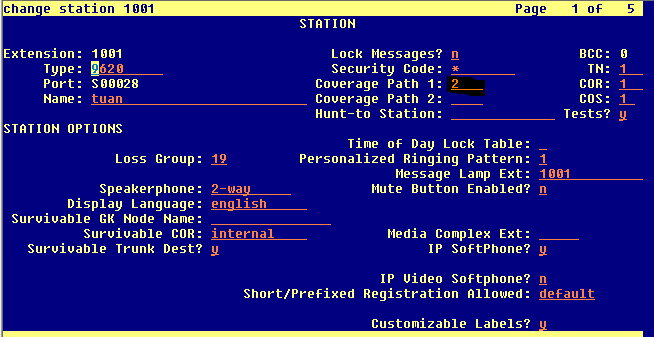 change station 1001 Page 1 of 5
STATION
Extension: 1001 Lock Messages? n BCC: 0
Type: 9620 Security Code: * TN: 1
Port: S00028 Coverage Path 1: 2 COR: 1
Name: tuan Coverage Path 2: COS: 1
Hunt-to Station: Tests? y
STATION OPTIONS
Time of Day Lock Table:
Loss Group: 19 Personalized Ringing Pattern: 1
Message Lamp Ext: 1001
Speakerphone: 2-way Mute Button Enabled? n
Display Language: english
Survivable GK Node Name:
Survivable COR: internal Media Complex Ext:
Survivable Trunk Dest? y IP SoftPhone? y
IP Video Softphone? n
Short/Prefixed Registration Allowed: default
Customizable Labels? y